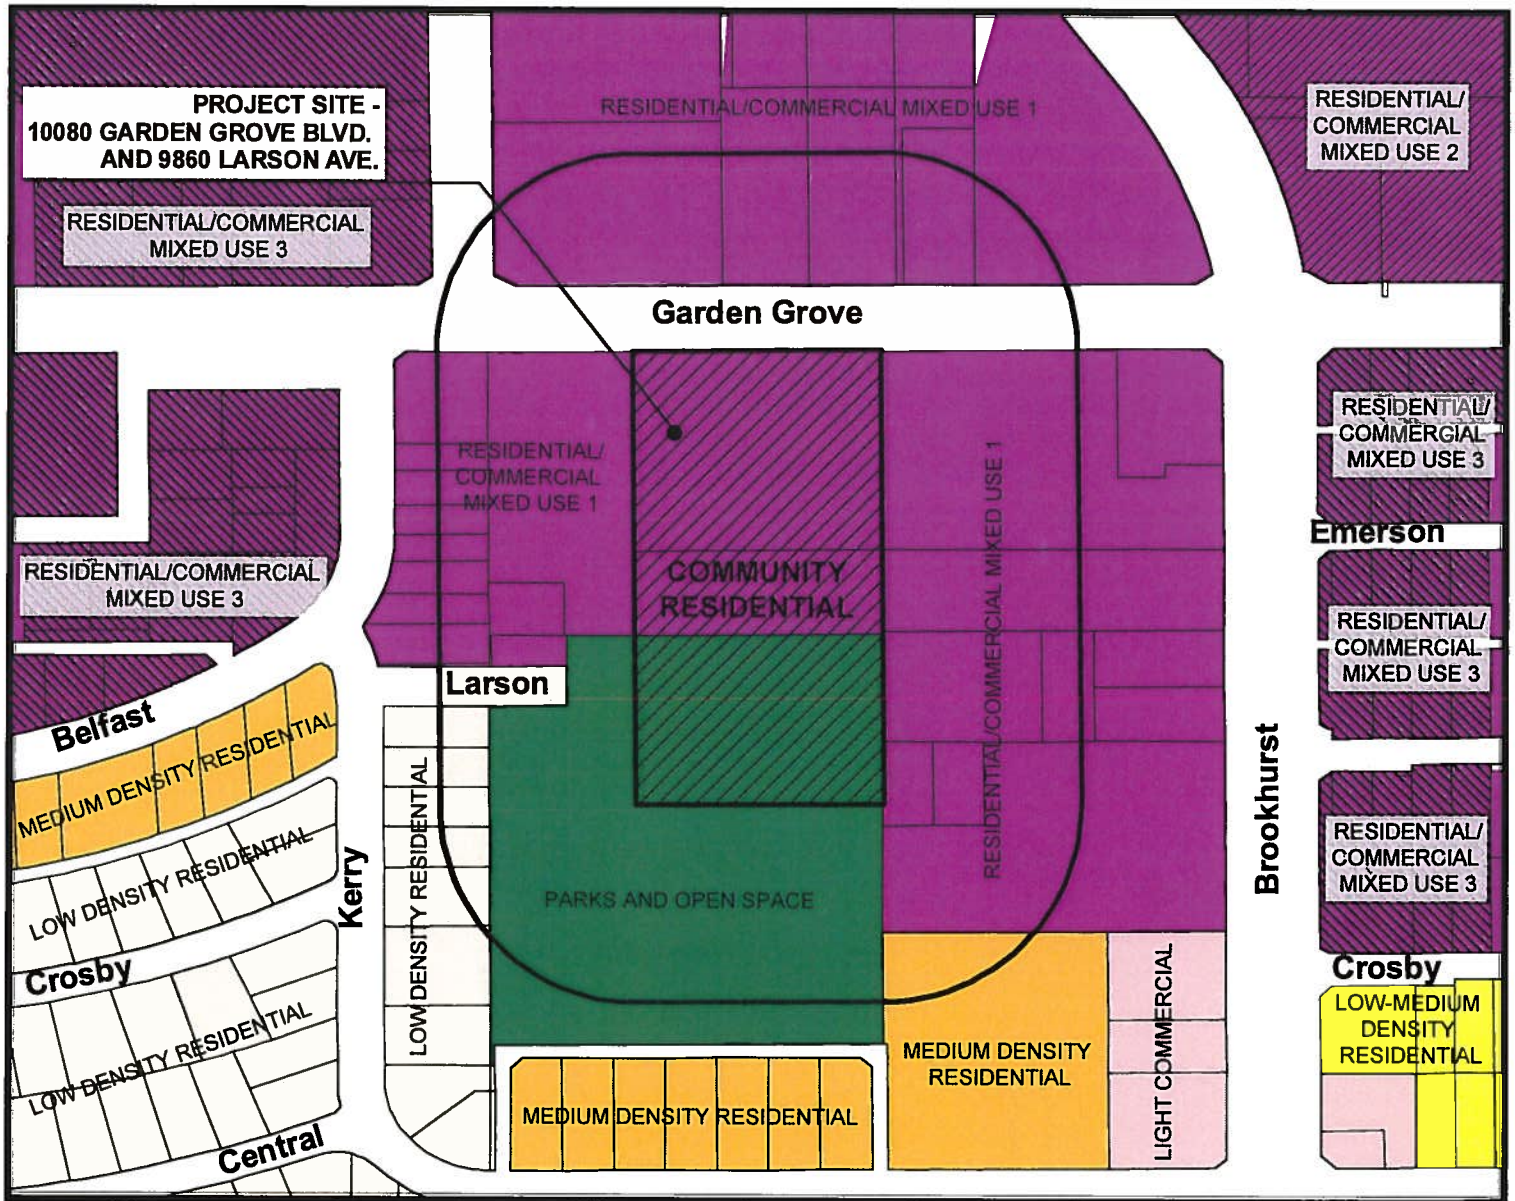 RESIDENTIAL/COMMERCIAL MIXED USE 1
RESIDENTIAL/
COMMERCIAL
MIXED USE 2
PROJECT SITE -
10080 GARDEN GROVE BLVD.
AND 9860 LARSON AVE.
RESIDENTIAL/COMMERCIAL
MIXED USE 3
Garden Grove
RESIDENTIAL/
COMMERCIAL
MIXED USE 1
RESIDENTIAL/COMMERCIAL MIXED USE 1
RESIDENTIAL/
COMMERCIAL
MIXED USE 3
Emerson
RESIDENTIAL/COMMERCIAL
MIXED USE 3
COMMUNITY
RESIDENTIAL
RESIDENTIAL/
COMMERCIAL
MIXED USE 3
Larson
Belfast
MEDIUM DENSITY RESIDENTIAL
LOW DENSITY RESIDENTIAL
Kerry
LOW DENSITY RESIDENTIAL
PARKS AND OPEN SPACE
Brookhurst
RESIDENTIAL/
COMMERCIAL
MIXED USE 3
Crosby
Crosby
LOW DENSITY RESIDENTIAL
LOW-MEDIUM
DENSITY
RESIDENTIAL
MEDIUM DENSITY
RESIDENTIAL
LIGHT COMMERCIAL
MEDIUM DENSITY RESIDENTIAL
Central